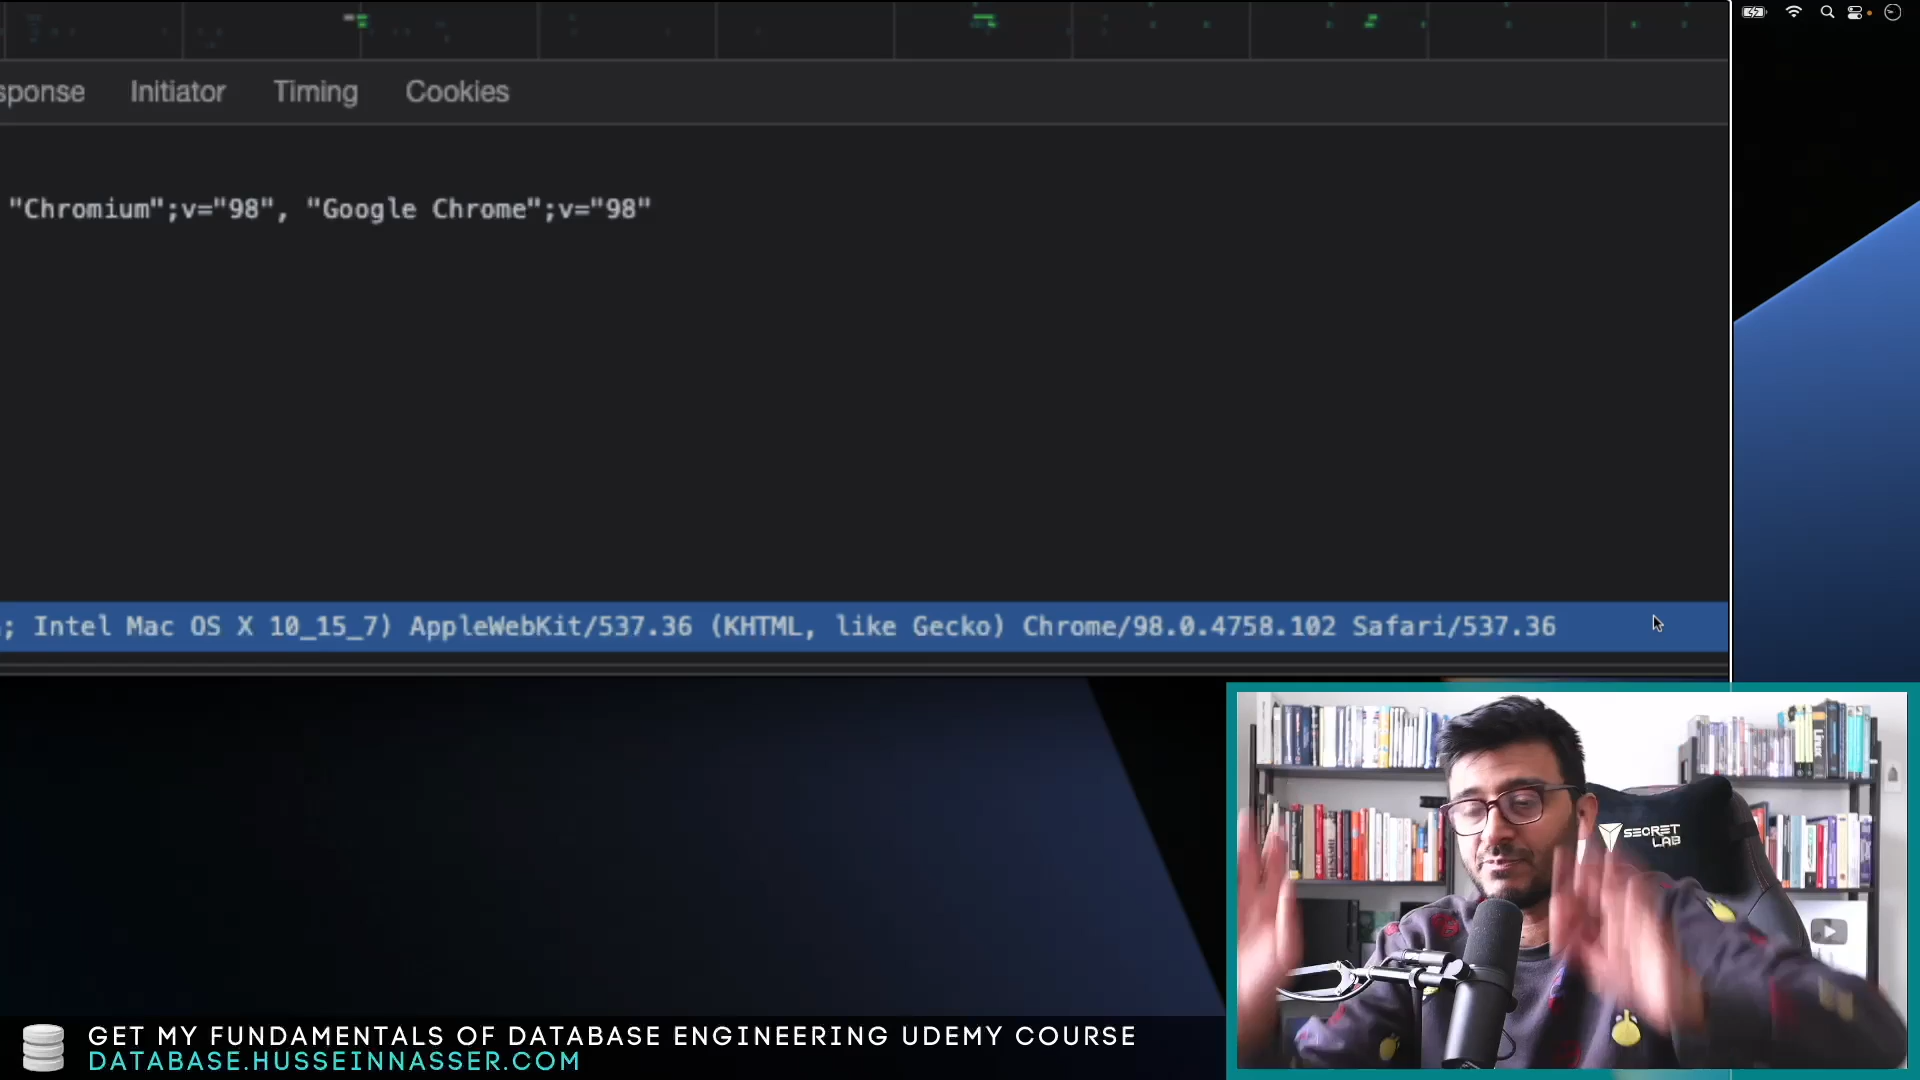 sponse Initiator Timing Cookies
"Chromium";v="98", "Google Chrome";v="98"
; Intel Mac OS X 10_15_7) AppleWebKit/537.36 (KHTML, like Gecko) Chrome/98.0.4758.102 Safari/537.36
SECRET
LAB
GET MY FUNDAMENTALS OF DATABASE ENGINEERING UDEMY COURSE
DATABASE.HUSSEINNASSER.COM